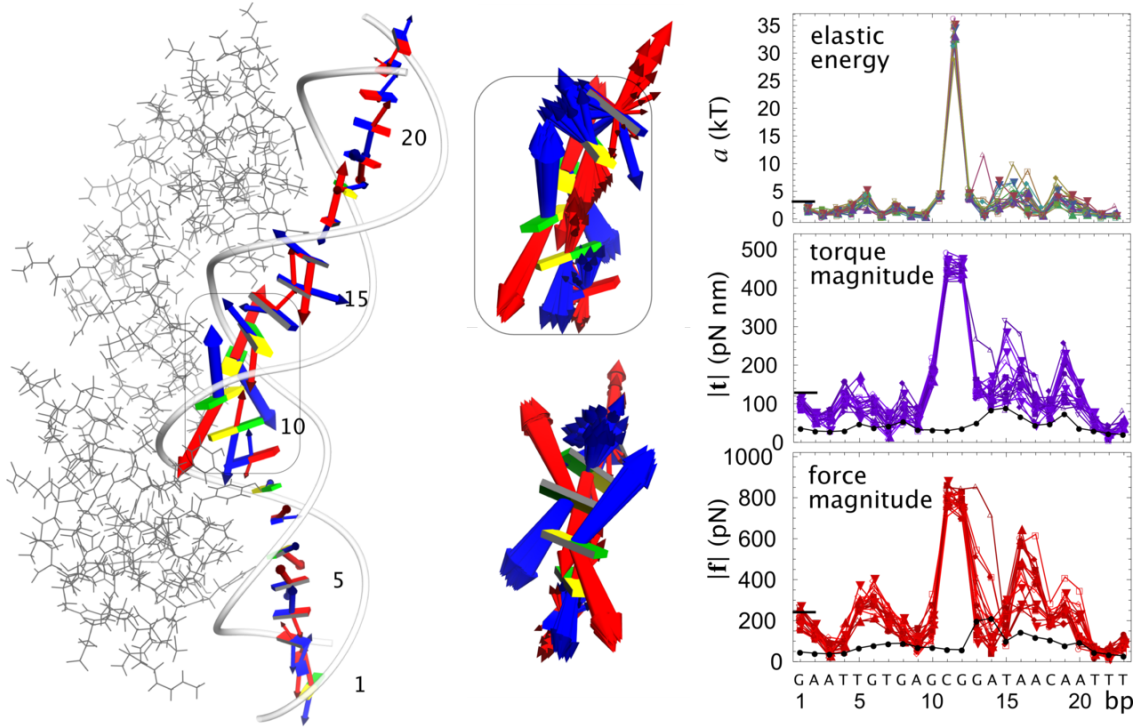 20
15
10
5
1
elastic
energy
a (kT)
35
30
25
20
15
10
5
0
torque
magnitude
|t| (pN nm)
500
400
300
200
100
0
force
magnitude
|f| (pN)
1000
800
600
400
200
0
G A A T T G T G A G C G G A T A A C A A T T T
1 5 10 15 20 bp